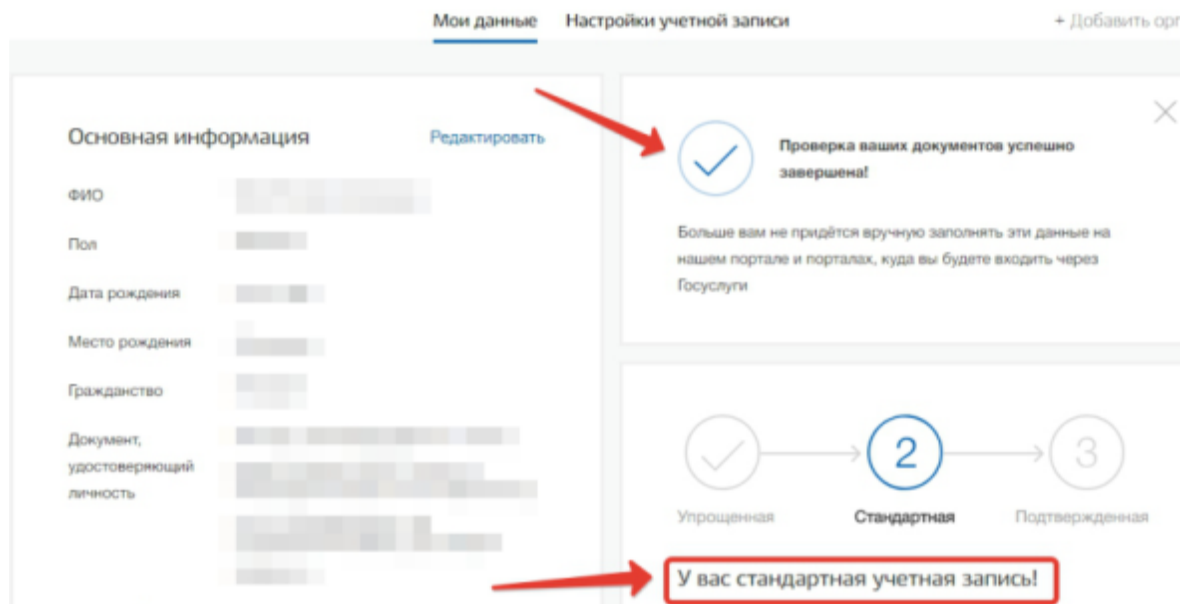 Мои данные
Настройки учетной записи
+ Добавить орг
Основная информация
Редактировать
ФИО
Пол
Дата рождения
Место рождения
Гражданство
Документ,
удостоверяющий
личность
Проверка ваших документов успешно
завершена!
Больше вам не придётся вручную заполнять эти данные на
нашем портале и порталах, куда вы будете входить через
Госуслуги
2
3
Упрощенная
Стандартная
Подтвержденная
У вас стандартная учетная запись!